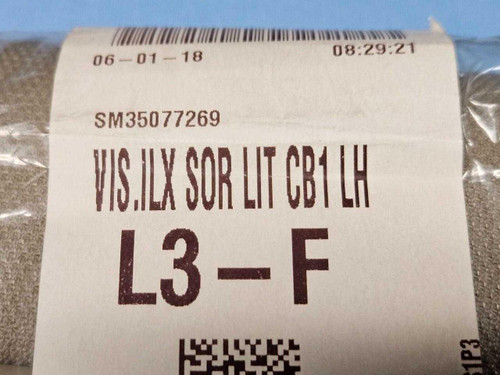 06-01-18 08:29:21
SM35077269
VIS.ILX SOR LIT CB1 LH
L3-F